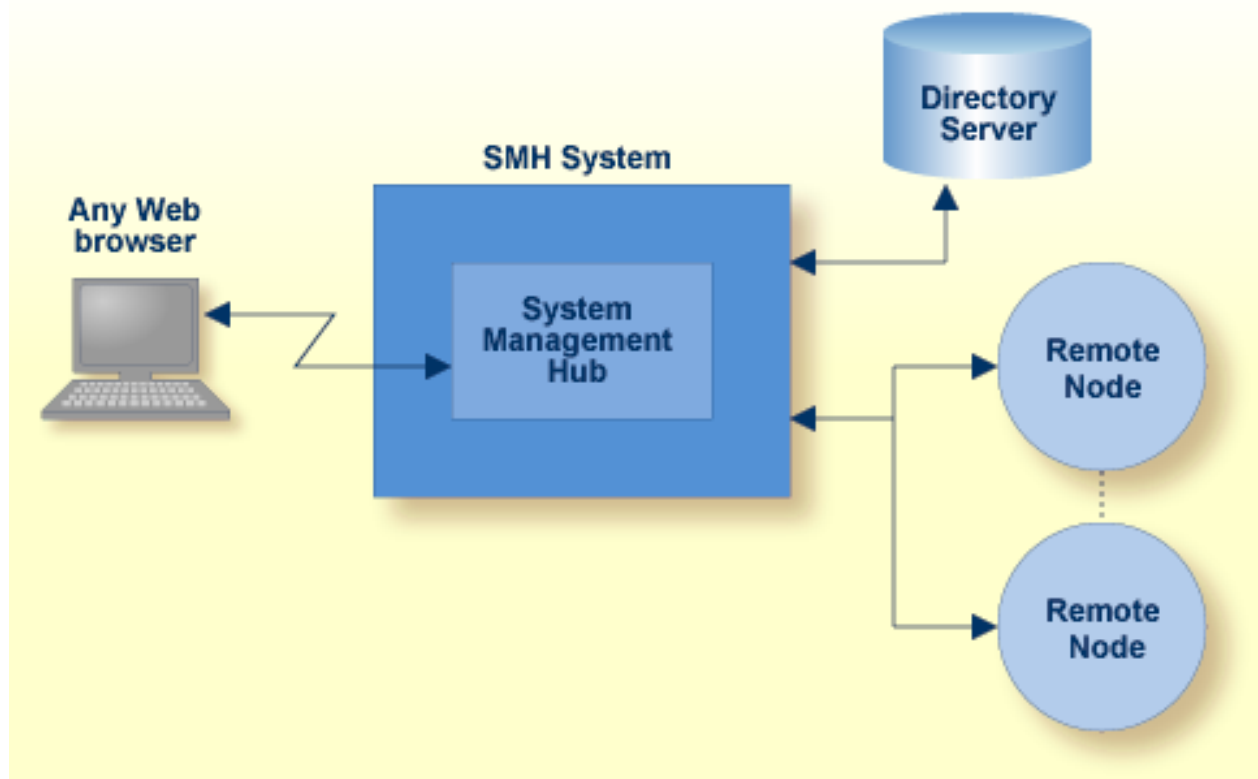 Directory
Server
SMH System
Any Web
browser
System
Management
Hub
Remote
Node
Remote
Node